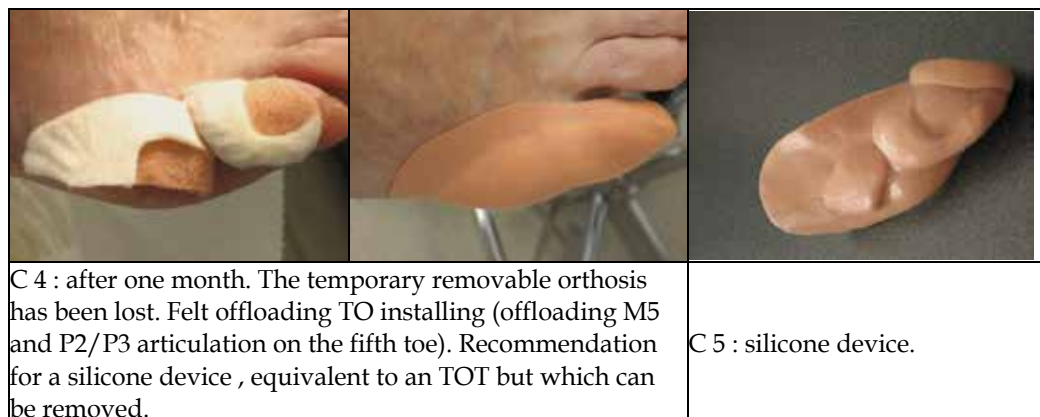 C 4 : after one month. The temporary removable orthosis
has been lost. Felt offloading TO installing (offloading M5
and P2/P3 articulation on the fifth toe). Recommendation
for a silicone device , equivalent to an TOT but which can
be removed.
C 5 : silicone device.